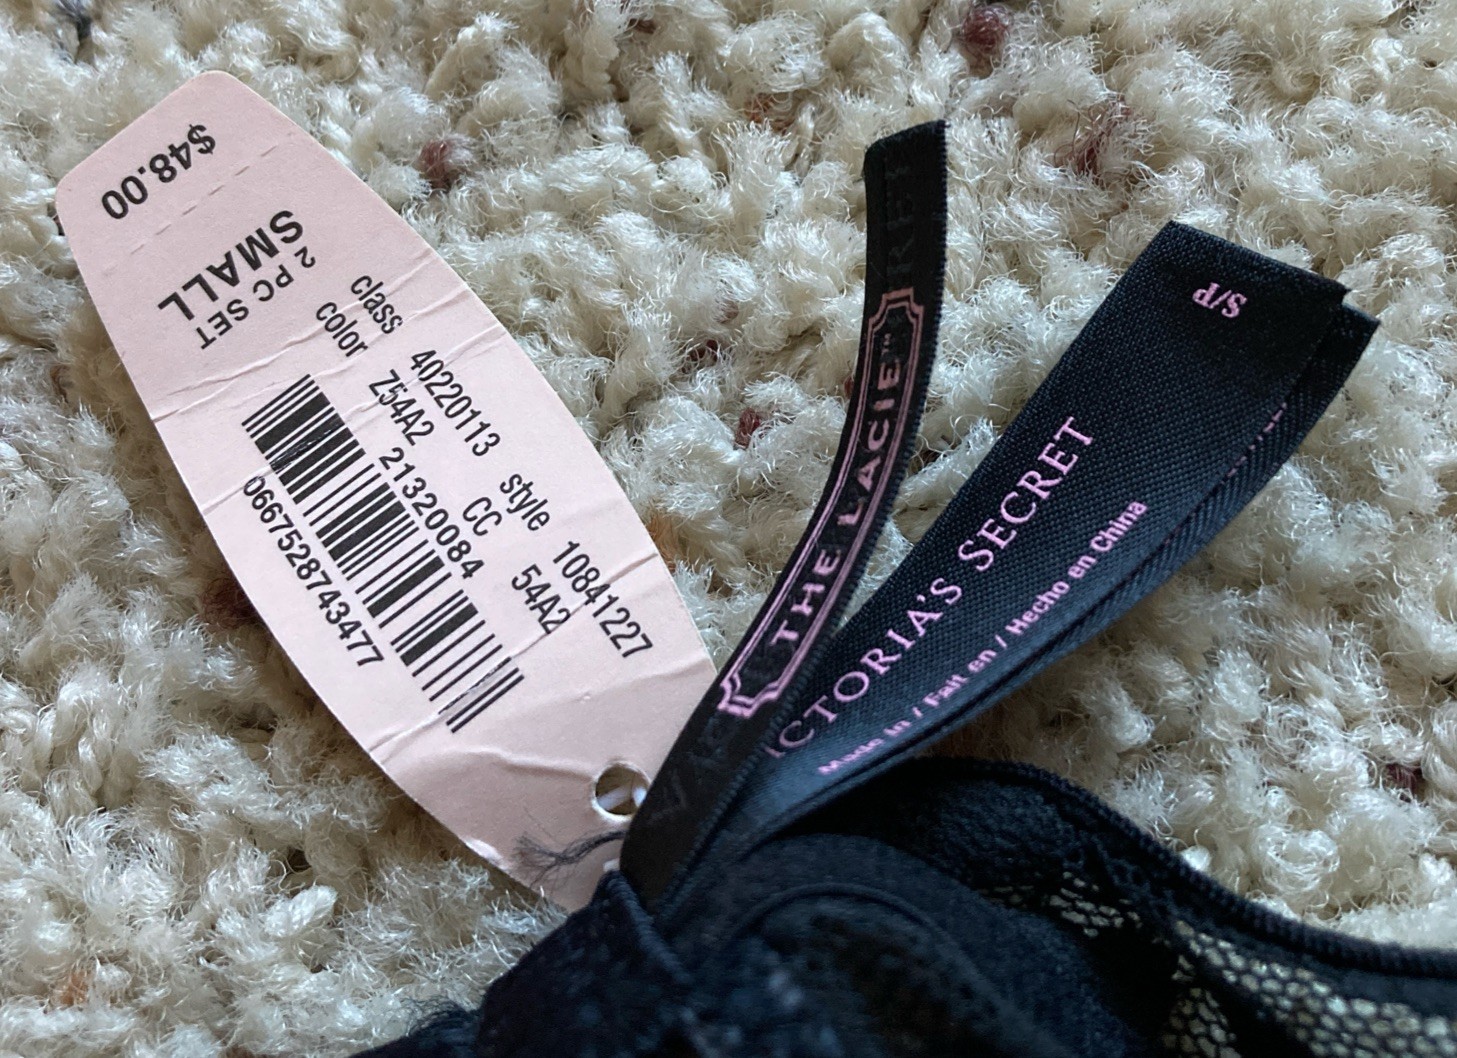 $48.00
SMALL
2 PC SET
class 40220113 style 10841227
color Z54A2 21320084 CC 54A2
0667528743477
THE LACIE™
S/P
VICTORIA'S SECRET
Made in / Fait en / Hecho en China